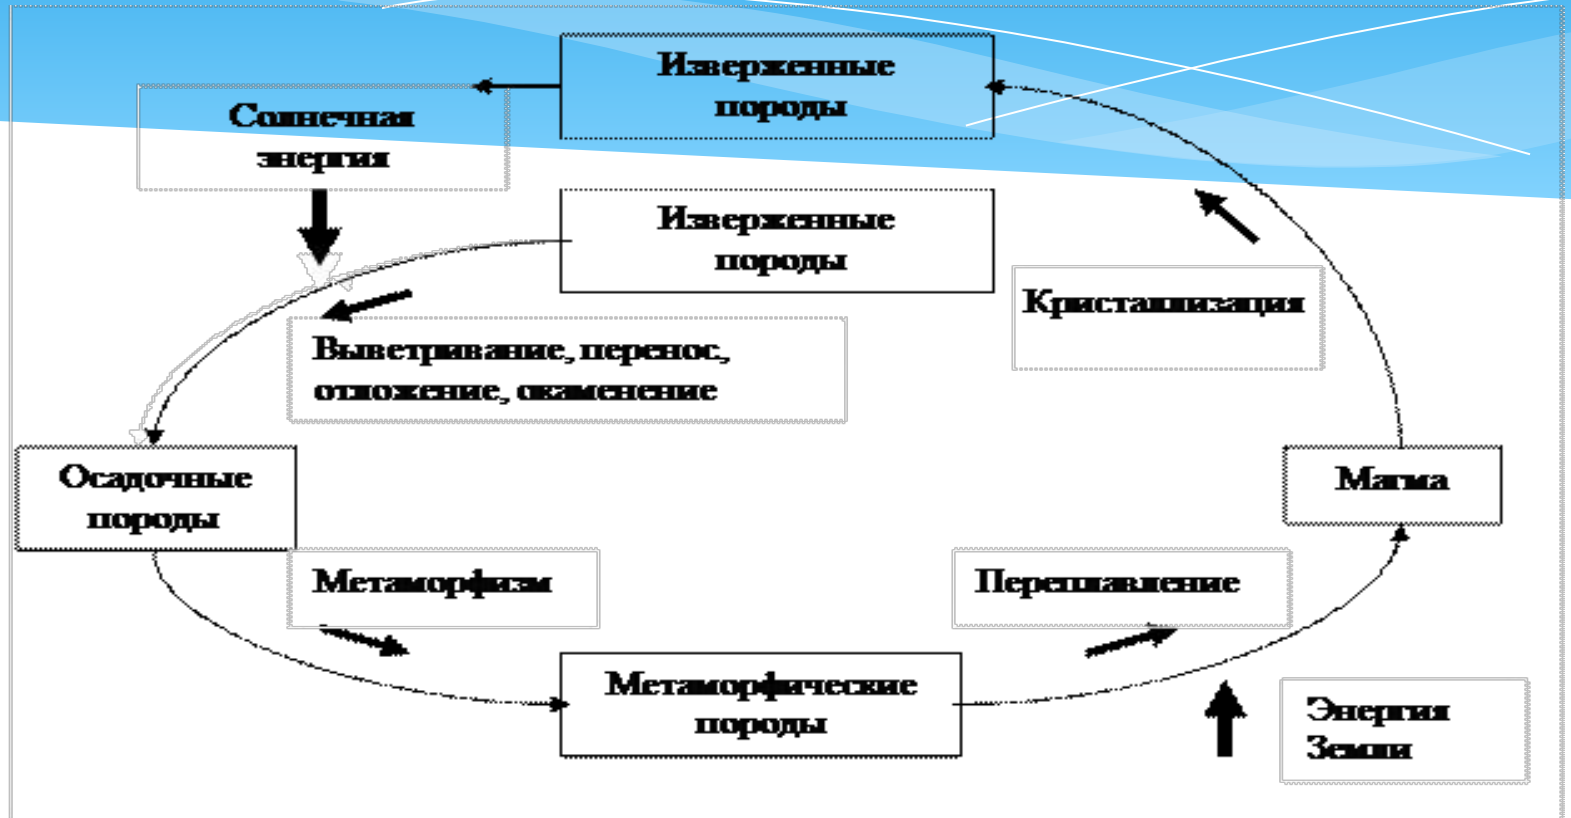 Изверженные
породы
Солнечная
энергия
Изверженные
породы
Кристаллизация
Выветривание, перенос,
отложение, окаменение
Осадочные
породы
Магма
Метаморфизм
Переплавление
Метаморфические
породы
Энергия
Земли